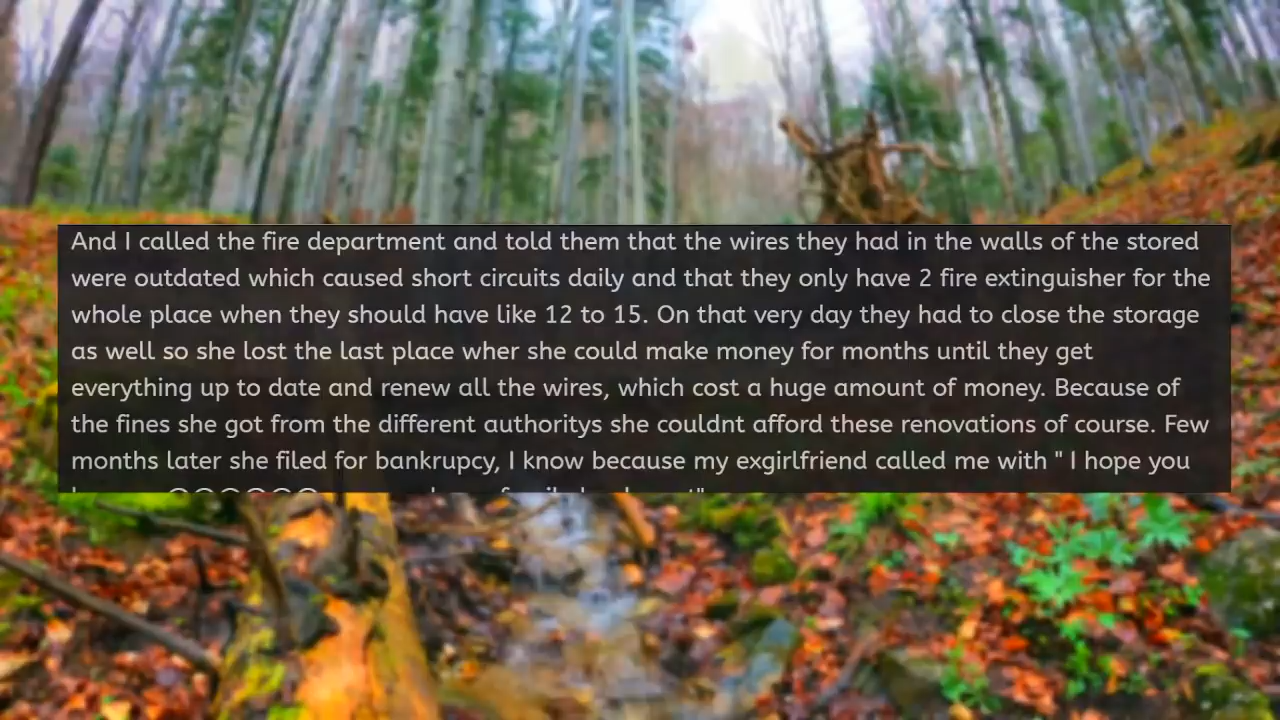 And I called the fire department and told them that the wires they had in the walls of the stored
were outdated which caused short circuits daily and that they only have 2 fire extinguisher for the
whole place when they should have like 12 to 15. On that very day they had to close the storage
as well so she lost the last place wher she could make money for months until they get
everything up to date and renew all the wires, which cost a huge amount of money. Because of
the fines she got from the different authoritys she couldnt afford these renovations of course. Few
months later she filed for bankrupcy, I know because my exgirlfriend called me with " I hope you